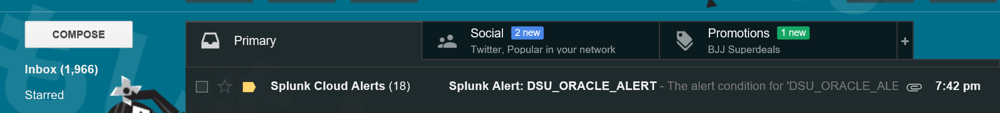 COMPOSE
Inbox (1,966)
Starred
Primary
Social 2 new
Twitter, Popular in your network
Promotions 1 new
BJJ Superdeals
+
Splunk Cloud Alerts (18) Splunk Alert: DSU_ORACLE_ALERT - The alert condition for 'DSU_ORACLE_ALE 7:42 pm